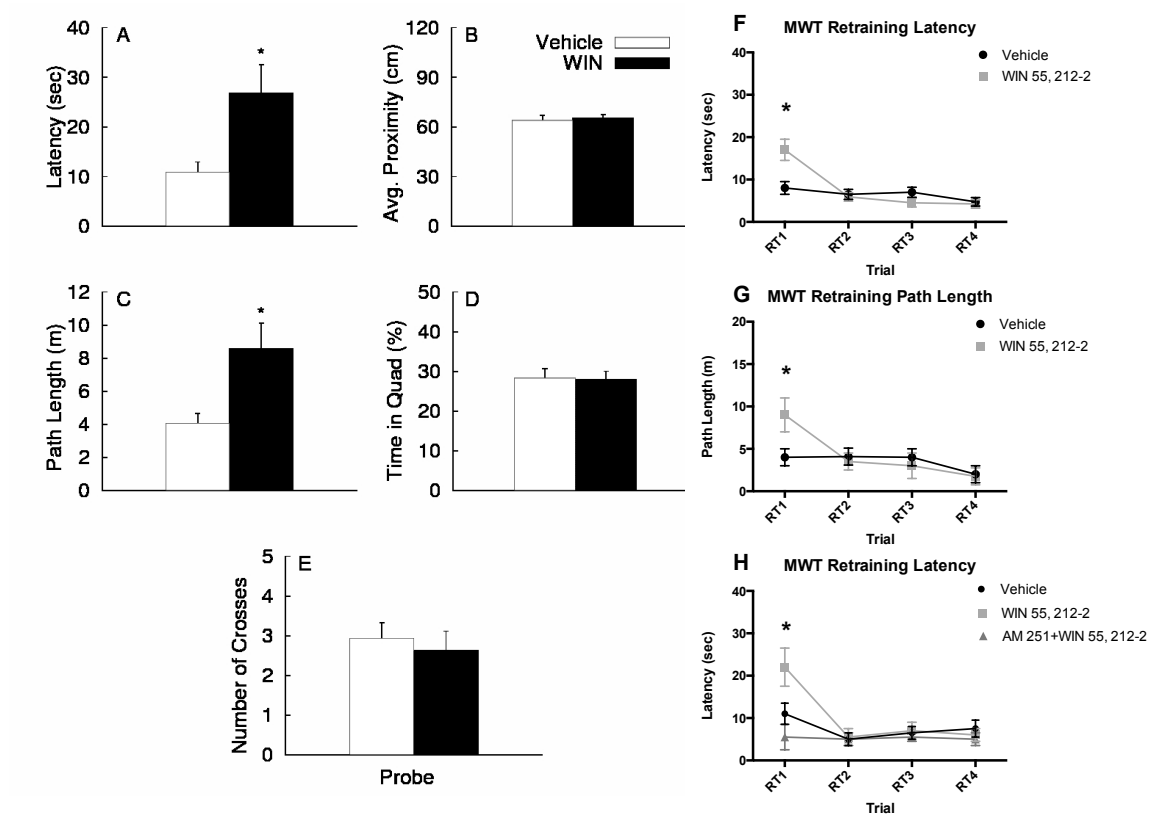 A
Latency (sec)
40
30
20
10
0
*
B
Avg. Proximity (cm)
120
90
60
30
0
Vehicle
WIN
C
Path Length (m)
12
10
8
6
4
2
0
*
D
Time in Quad (%)
50
40
30
20
10
0
E
Number of Crosses
5
4
3
2
1
0
Probe
F
MWT Retraining Latency
Vehicle
WIN 55, 212-2
Latency (sec)
40
30
20
10
0
*
RT1 RT2 RT3 RT4
Trial
G
MWT Retraining Path Length
Vehicle
WIN 55, 212-2
Path Length (m)
20
15
10
5
0
*
RT1 RT2 RT3 RT4
Trial
H
MWT Retraining Latency
Vehicle
WIN 55, 212-2
AM 251+WIN 55, 212-2
Latency (sec)
40
30
20
10
0
*
RT1 RT2 RT3 RT4
Trial